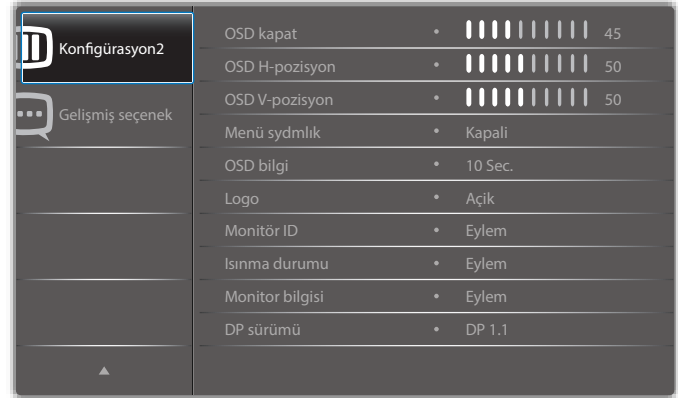 Konfigürasyon2
Gelişmiş seçenek
OSD kapat • 45
OSD H-pozisyon • 50
OSD V-pozisyon • 50
Menü sydmlık • Kapali
OSD bilgi • 10 Sec.
Logo • Açik
Monitör ID • Eylem
Isınma durumu • Eylem
Monitor bilgisi • Eylem
DP sürümü • DP 1.1